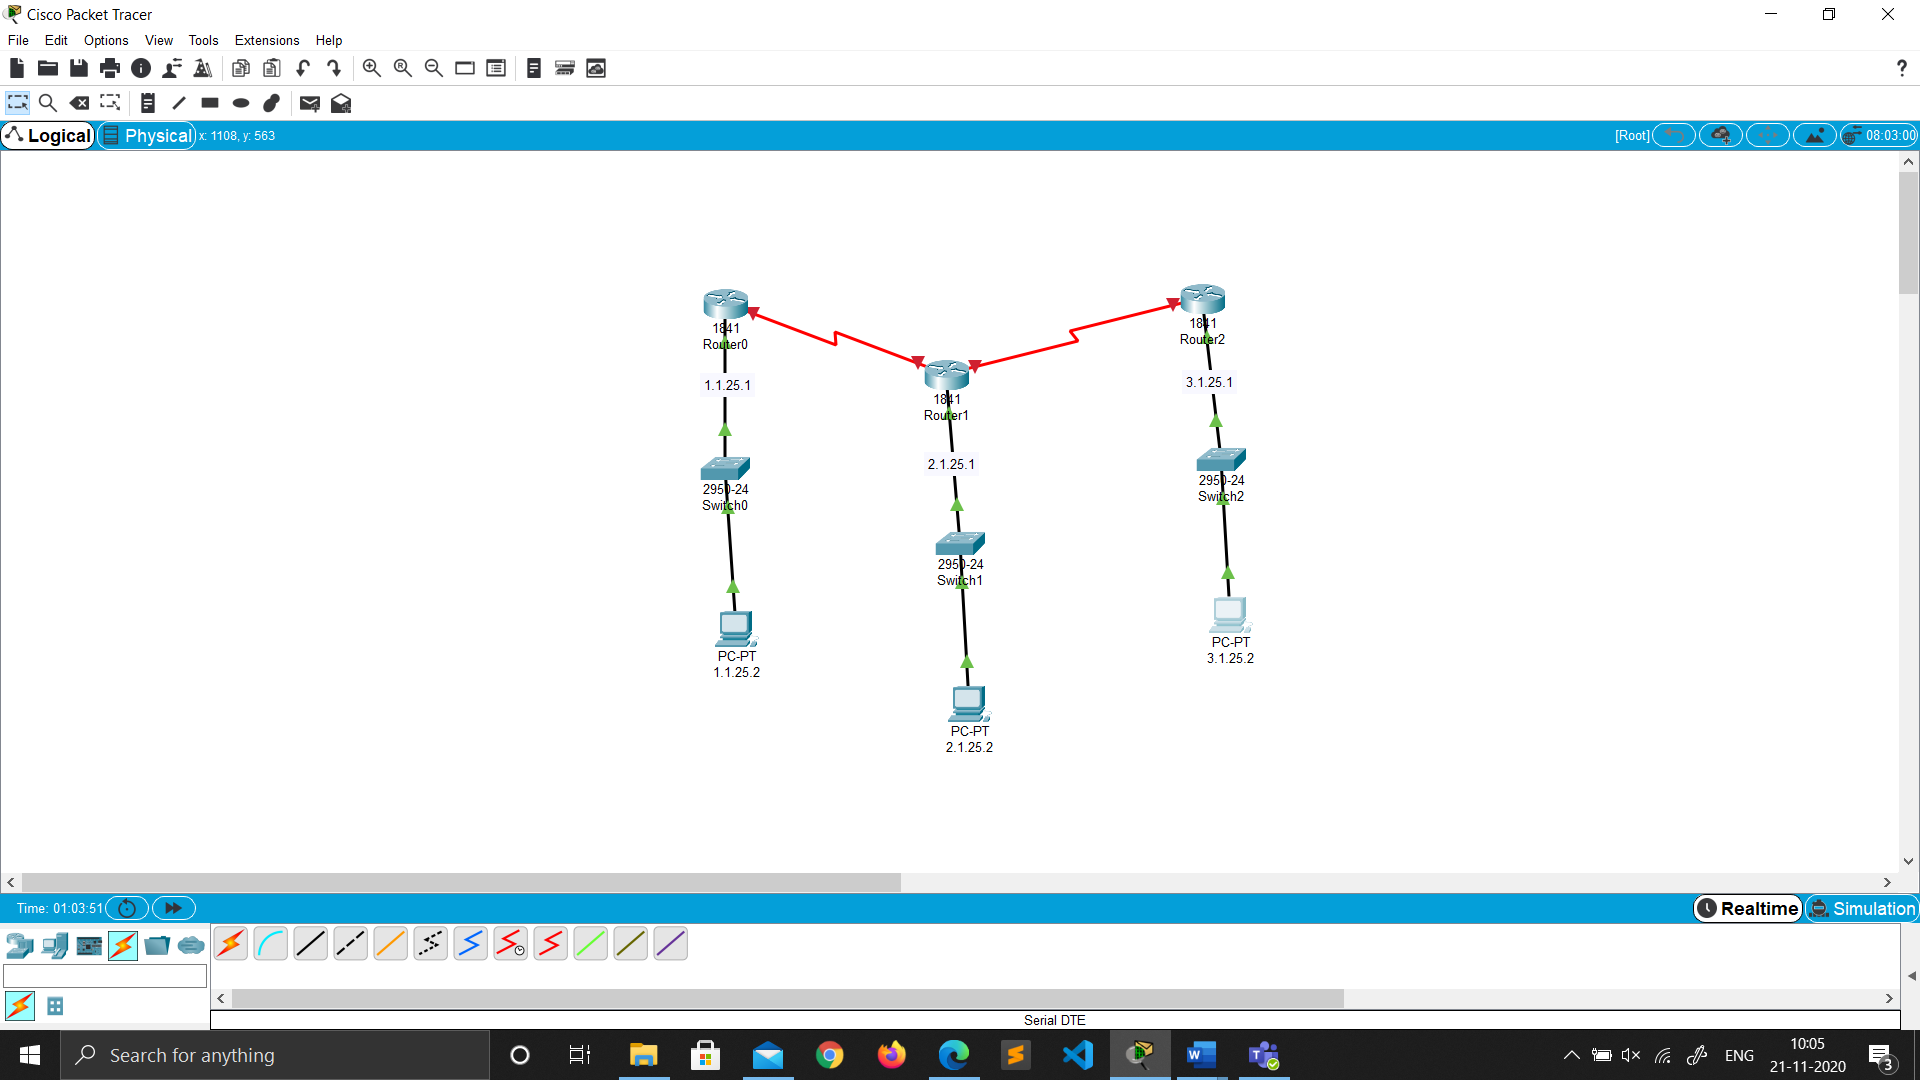 Cisco Packet Tracer
File Edit Options View Tools Extensions Help
Logical Physical x: 1108, y: 563 [Root] 08:03:00
1841
Router0
1.1.25.1
2950-24
Switch0
PC-PT
1.1.25.2
1841
Router1
2.1.25.1
2950-24
Switch1
PC-PT
2.1.25.2
1841
Router2
3.1.25.1
2950-24
Switch2
PC-PT
3.1.25.2
Time: 01:03:51 Realtime Simulation
Serial DTE
Search for anything
ENG
10:05
21-11-2020
3